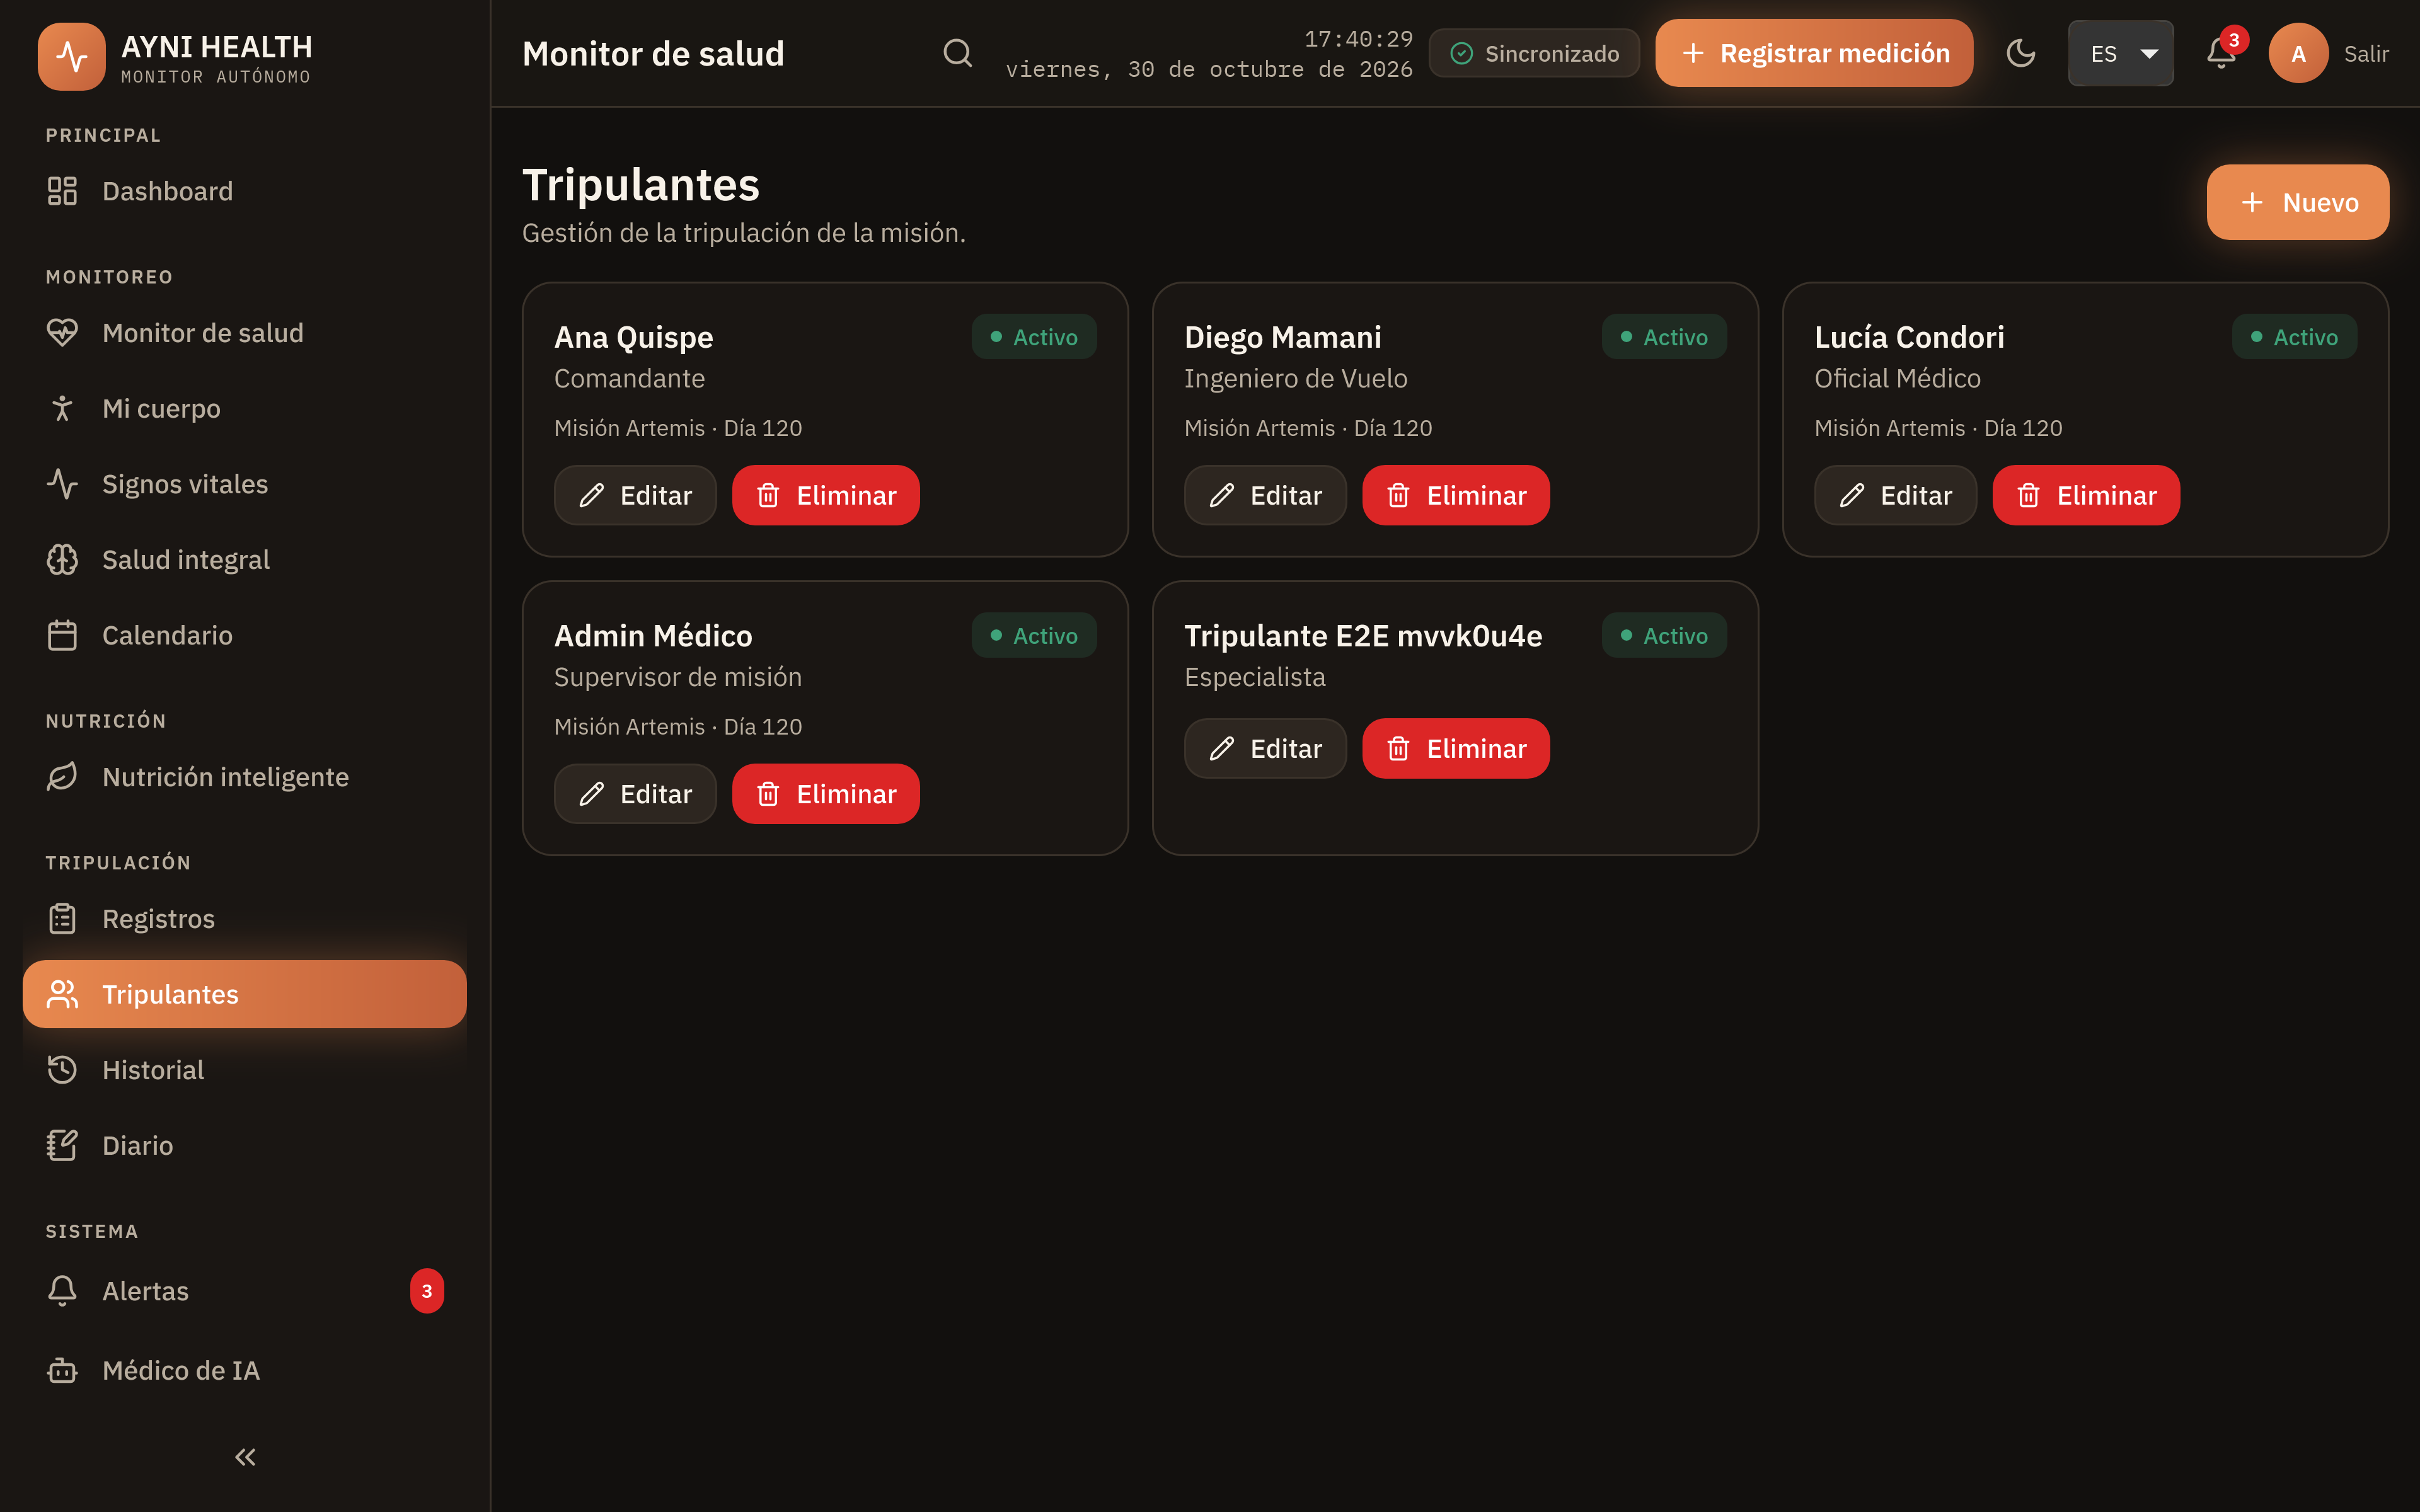 AYNI HEALTH
MONITOR AUTÓNOMO
PRINCIPAL
Dashboard
MONITOREO
Monitor de salud
Mi cuerpo
Signos vitales
Salud integral
Calendario
NUTRICIÓN
Nutrición inteligente
TRIPULACIÓN
Registros
Tripulantes
Historial
Diario
SISTEMA
Alertas 3
Médico de IA
Monitor de salud
17:40:29
viernes, 30 de octubre de 2026
Sincronizado
Registrar medición
ES
3
A
Salir
Tripulantes
Gestión de la tripulación de la misión.
Nuevo
Ana Quispe
Activo
Comandante
Misión Artemis · Día 120
Editar
Eliminar
Diego Mamani
Activo
Ingeniero de Vuelo
Misión Artemis · Día 120
Editar
Eliminar
Lucía Condori
Activo
Oficial Médico
Misión Artemis · Día 120
Editar
Eliminar
Admin Médico
Activo
Supervisor de misión
Misión Artemis · Día 120
Editar
Eliminar
Tripulante E2E mvvk0u4e
Activo
Especialista
Editar
Eliminar